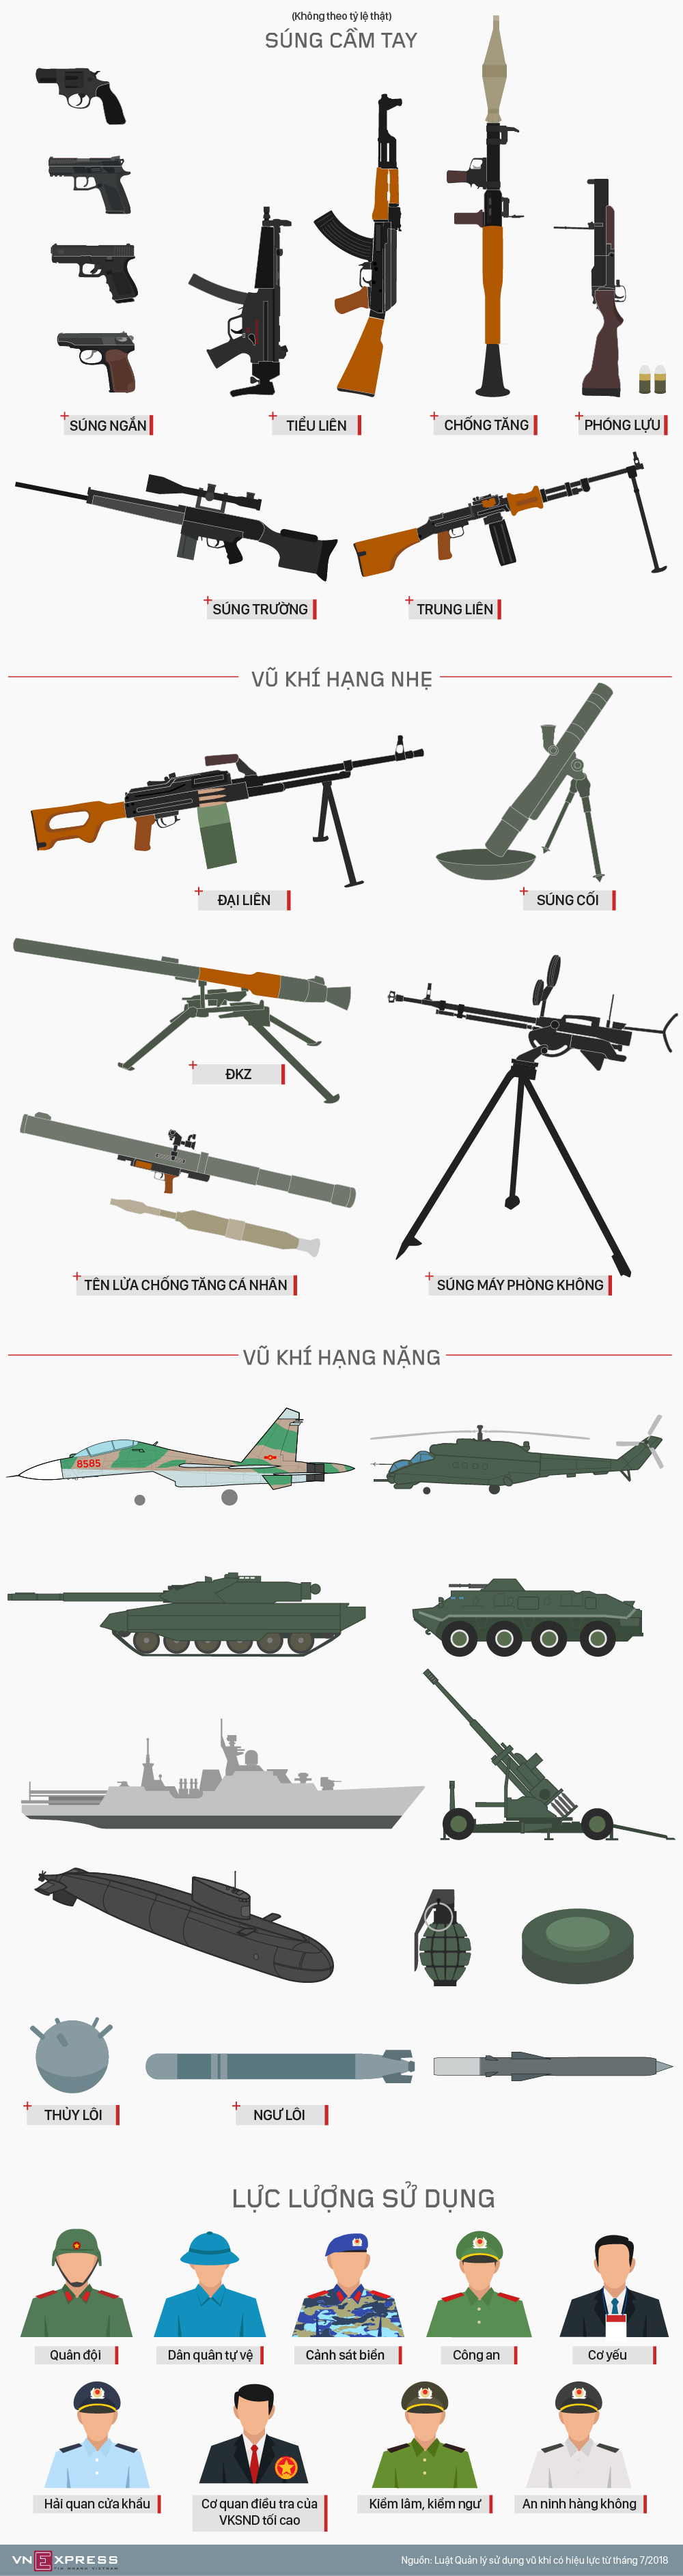 (Không theo tỷ lệ thật)
SÚNG CẦM TAY
SÚNG NGẮN
TIỂU LIÊN
CHỐNG TĂNG
PHÓNG LỰU
SÚNG TRƯỜNG
TRUNG LIÊN
VŨ KHÍ HẠNG NHẸ
ĐẠI LIÊN
SÚNG CỐI
ĐKZ
TÊN LỬA CHỐNG TĂNG CÁ NHÂN
SÚNG MÁY PHÒNG KHÔNG
VŨ KHÍ HẠNG NẶNG
8585
THỦY LÔI
NGƯ LÔI
LỰC LƯỢNG SỬ DỤNG
Quân đội
Dân quân tự vệ
Cảnh sát biển
Công an
Cơ yếu
Hải quan cửa khẩu
Cơ quan điều tra của
VKSND tối cao
Kiểm lâm, kiểm ngư
An ninh hàng không
VNEXPRESS
TIN NHANH VIETNAM
Nguồn: Luật Quản lý sử dụng vũ khí có hiệu lực từ tháng 7/2018